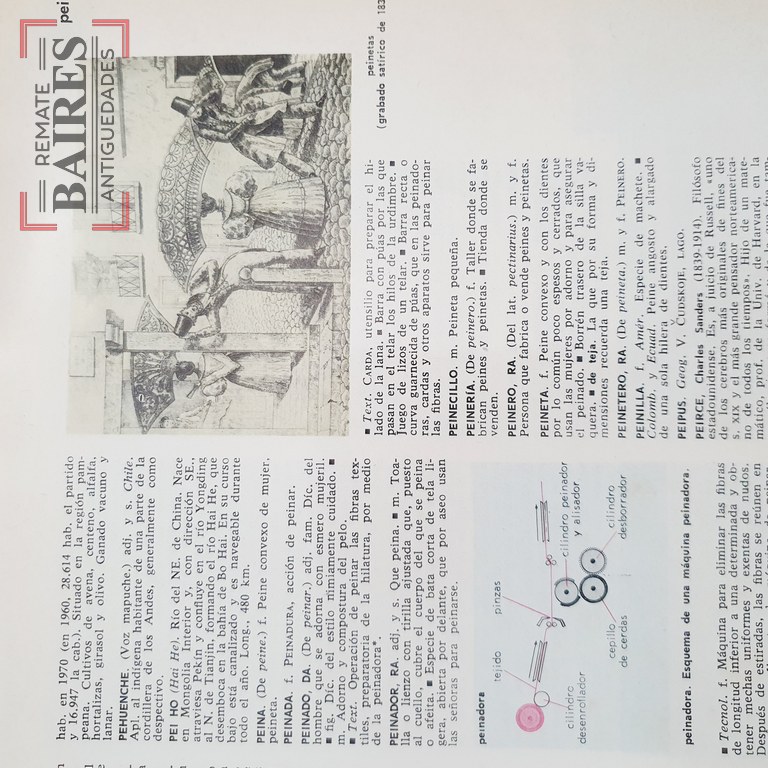 REMATE
BAIRES
ANTIGUEDADES
pei
hab. en 1970 (en 1960, 28.614 hab. el partido
y 16.947 la cab.). Situado en la región pam-
peana. Cultivos de avena, centeno, alfalfa,
hortalizas, girasol y olivo. Ganado vacuno y
lanar.
PEHUENCHE. (Voz mapuche.) adj. y s. Chile.
Apl. al indígena habitante de una parte de la
cordillera de los Andes, generalmente como
despectivo.
PEI HO (Hai He). Río del NE. de China. Nace
en Mongolia Interior y, con dirección SE.,
atraviesa Pekín y confluye en el río Yongding
al N. de Tianjin, formando el río Hai He, que
desemboca en la bahía de Bo Hai. En su curso
bajo está canalizado y es navegable durante
todo el año. Long., 480 km.
PEINA. (De peine.) f. Peine convexo de mujer,
peineta.
PEINADA. f. PEINADURA, acción de peinar.
PEINADO, DA. (De peinar.) adj. fam. Díc. del
hombre que se adorna con esmero mujeril.
■ fig. Díc. del estilo nimiamente cuidado. ■
m. Adorno y compostura del pelo.
■ Text. Operación de peinar las fibras tex-
tiles, preparatoria de la hilatura, por medio
de la peinadora*.
PEINADOR, RA. adj. y s. Que peina. ■ m. Toa-
lla o lienzo con tirilla ajustada que, puesto
al cuello, cubre el cuerpo del que se peina
o afeita. ■ Especie de bata corta de tela li-
gera, abierta por delante, que por aseo usan
las señoras para peinarse.
peinadora
tejido
pinzas
cilindro
desenrollador
cepillo
de cerdas
cilindro peinador
y alisador
cilindro
desborrador
peinadora. Esquema de una máquina peinadora.
■ Tecnol. f. Máquina para eliminar las fibras
de longitud inferior a una determinada y ob-
tener mechas uniformes y exentas de nudos.
Después de estiradas, las fibras se reúnen en
peinetas
(grabado satírico de 183
■ Text. CARDA, utensilio para preparar el hi-
lado de la lana. ■ Barra con púas por las que
pasan en el telar los hilos de la urdimbre. ■
Juego de lizos de un telar. ■ Barra recta o
curva guarnecida de púas, que en las peinado-
ras, cardas y otros aparatos sirve para peinar
las fibras.
PEINECILLO. m. Peineta pequeña.
PEINERÍA. (De peinero.) f. Taller donde se fa-
brican peines y peinetas. ■ Tienda donde se
venden.
PEINERO, RA. (Del lat. pectinarius.) m. y f.
Persona que fabrica o vende peines y peinetas.
PEINETA. f. Peine convexo y con los dientes
por lo común poco espesos y cerrados, que
usan las mujeres por adorno y para asegurar
el peinado. ■ Borrén trasero de la silla va-
quera. ■ de teja. La que por su forma y di-
mensiones recuerda una teja.
PEINETERO, RA. (De peineta.) m. y f. PEINERO.
PEINILLA. f. Amér. Especie de machete. ■
Colomb. y Ecuad. Peine angosto y alargado
de una sola hilera de dientes.
PEIPUS. Geog. V. CUDSKOJE, LAGO.
PEIRCE, Charles Sanders (1839-1914). Filósofo
estadounidense. Es, a juicio de Russell, «uno
de los cerebros más originales de fines del
s. XIX y el más grande pensador norteamerica-
no de todos los tiempos». Hijo de un mate-
mático, prof. de la Univ. de Harvard, en la